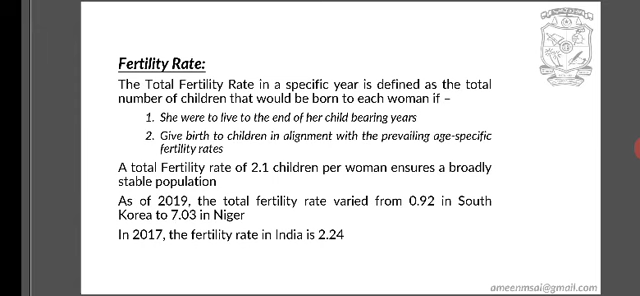 Fertility Rate:
The Total Fertility Rate in a specific year is defined as the total
number of children that would be born to each woman if –
1. She were to live to the end of her child bearing years
2. Give birth to children in alignment with the prevailing age-specific
fertility rates
A total Fertility rate of 2.1 children per woman ensures a broadly
stable population
As of 2019, the total fertility rate varied from 0.92 in South
Korea to 7.03 in Niger
In 2017, the fertility rate in India is 2.24
ameenmsai@gmail.com